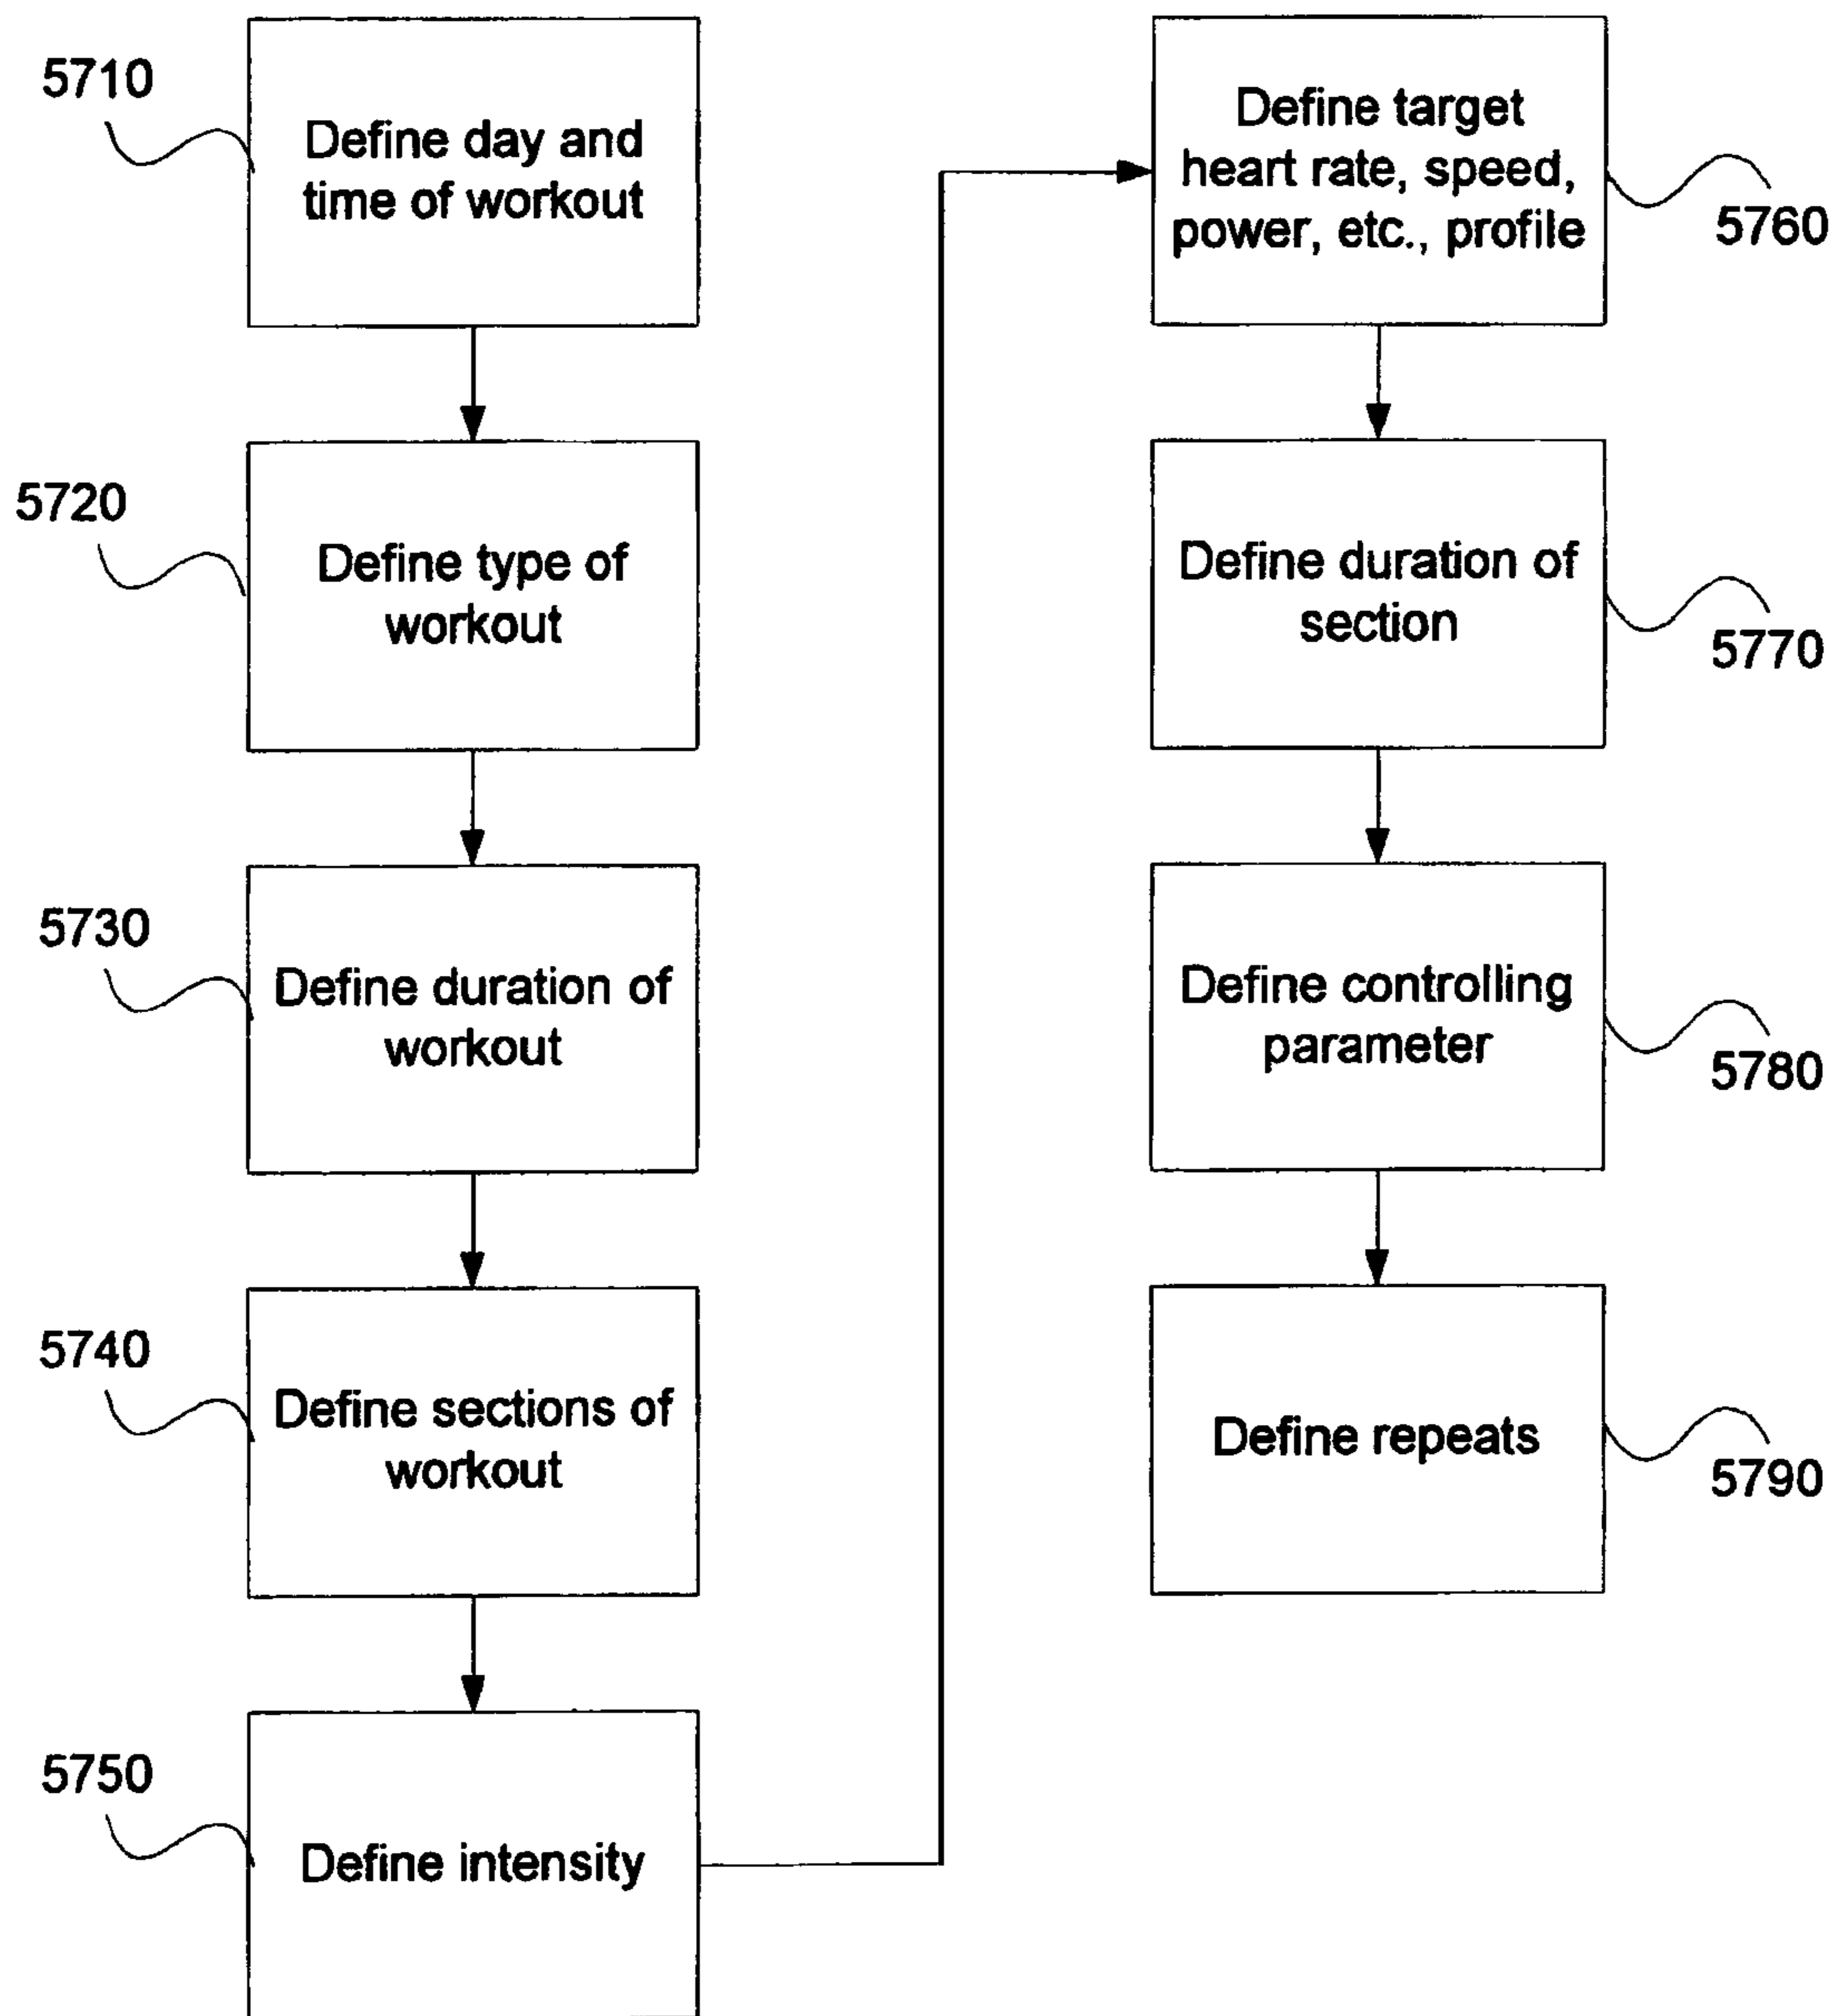 5710
Define day and
time of workout
5720
Define type of
workout
5730
Define duration of
workout
5740
Define sections of
workout
5750
Define intensity
Define target
heart rate, speed,
power, etc., profile
5760
Define duration of
section
5770
Define controlling
parameter
5780
Define repeats
5790